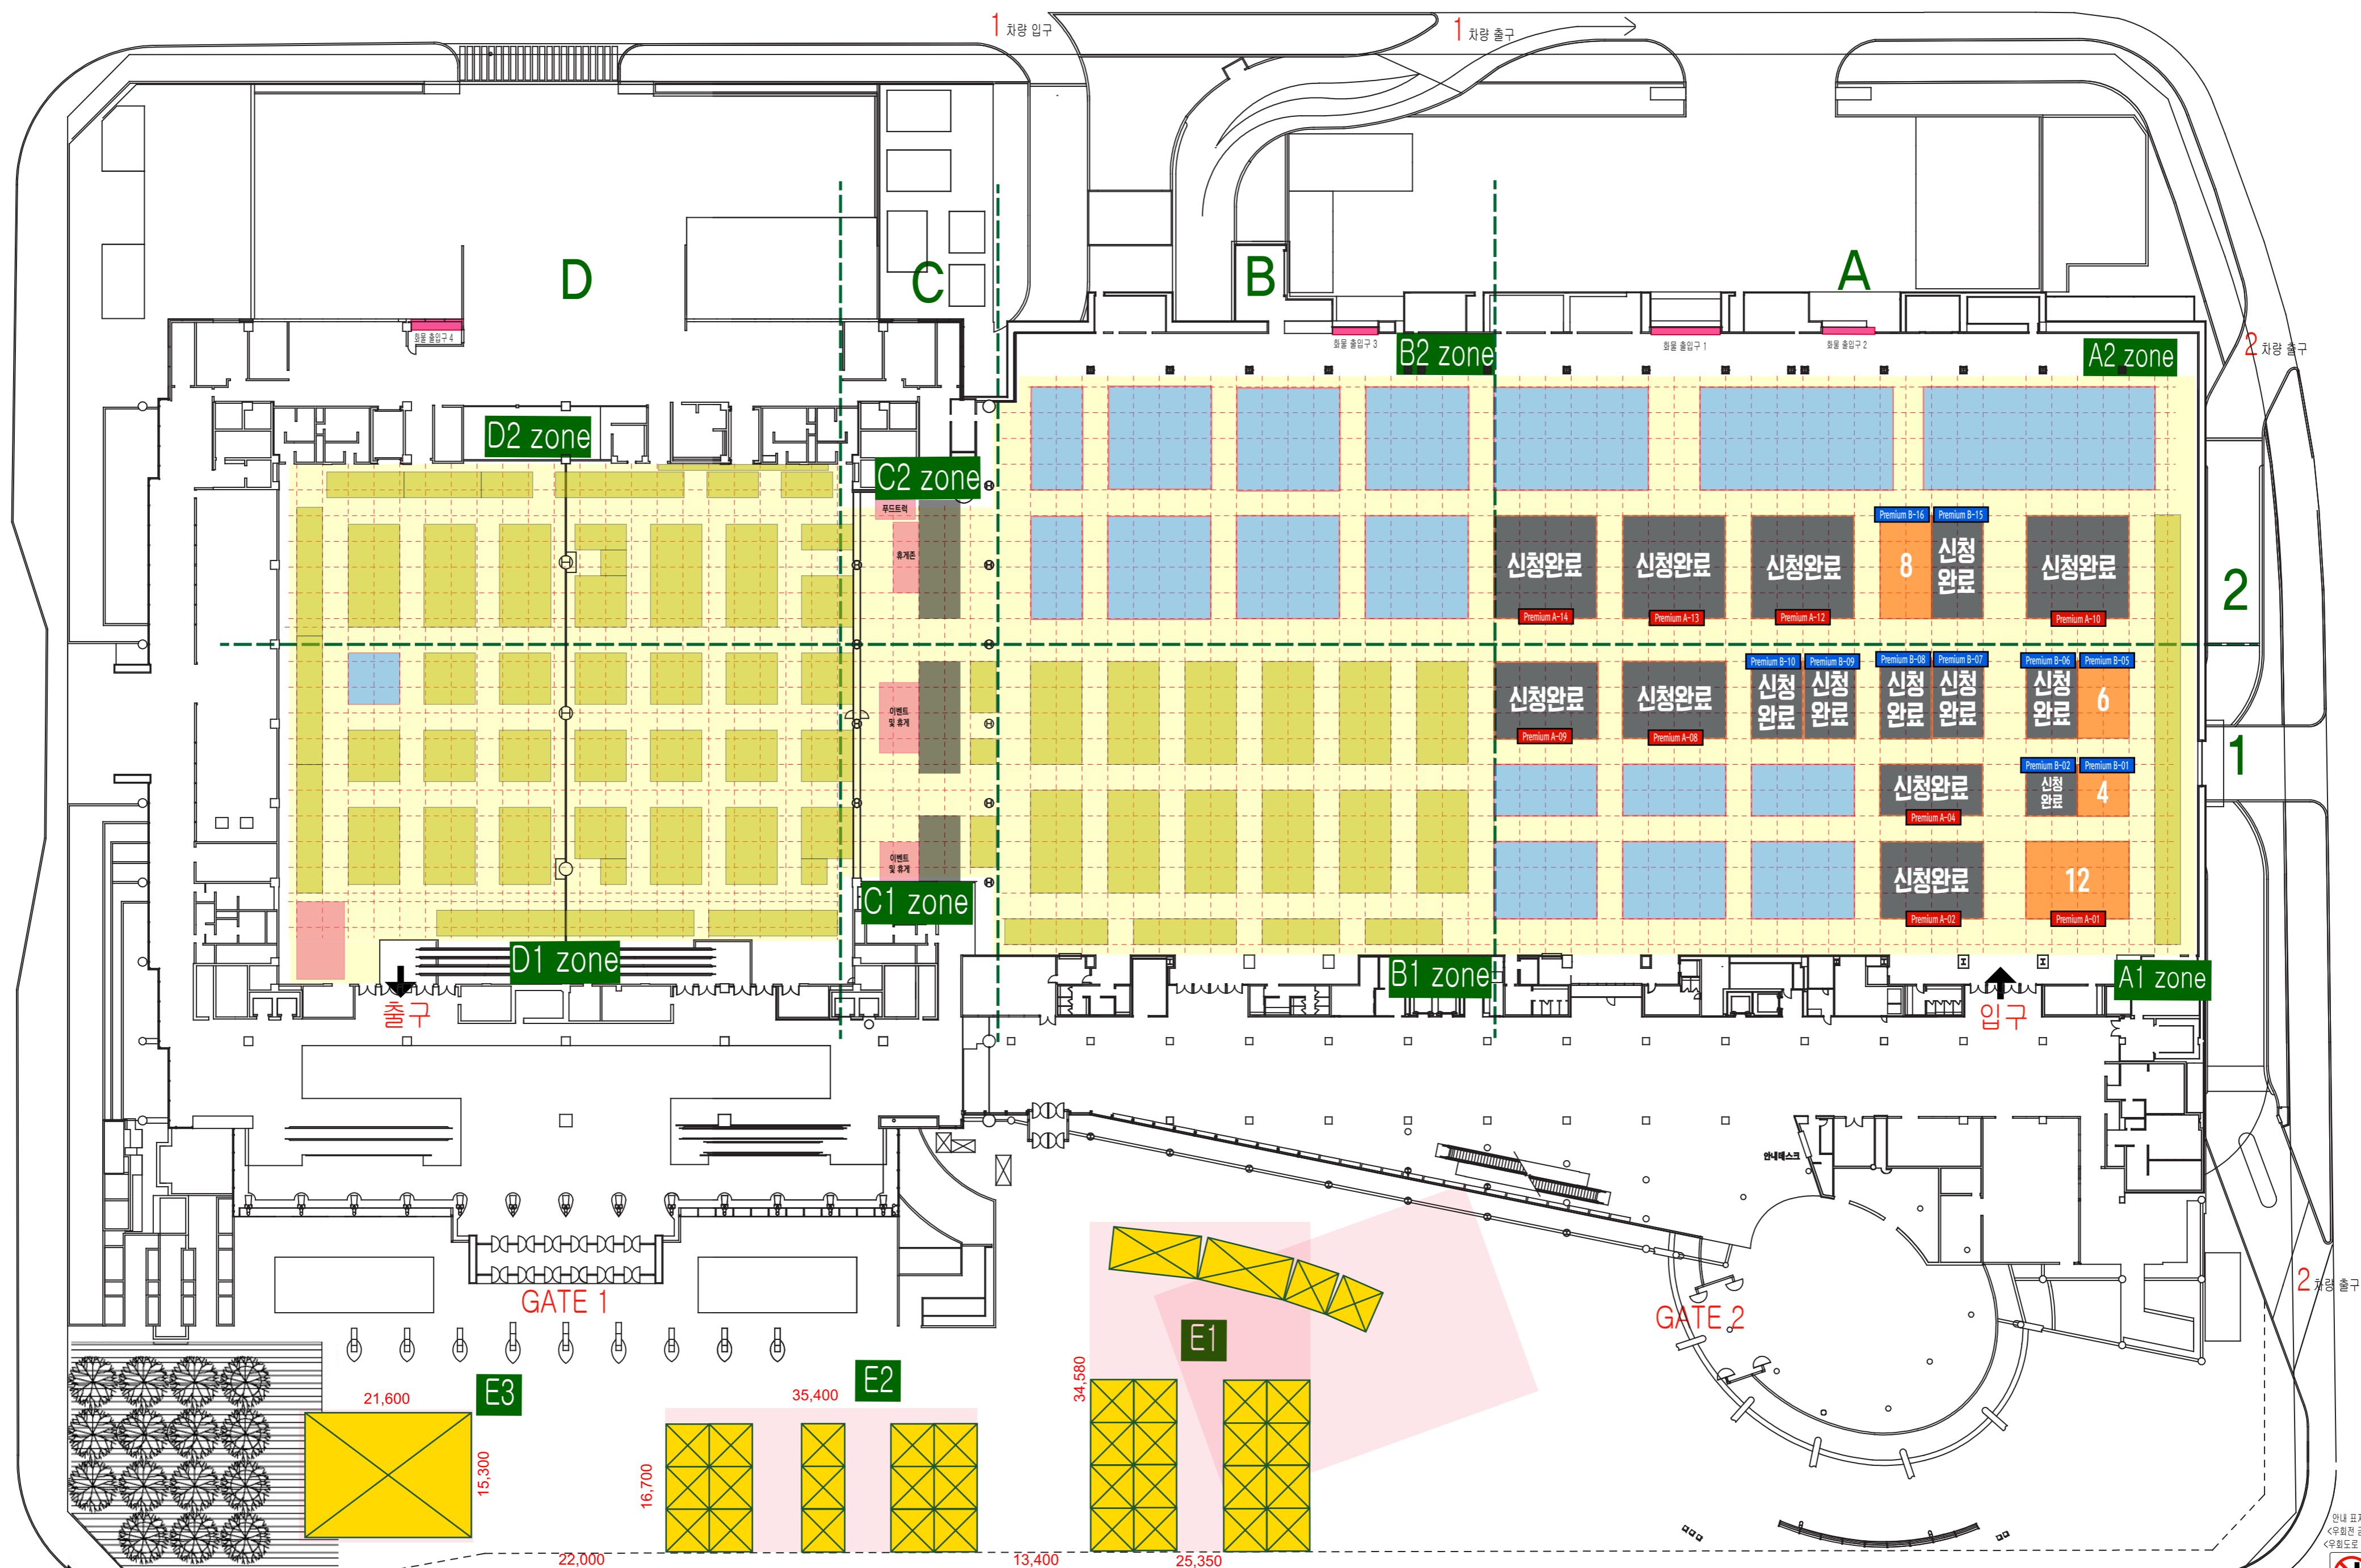 1 차량 입구
1 차량 출구
D
C
B
A
화물 출입구 4
화물 출입구 3
화물 출입구 1
화물 출입구 2
2 차량 출구
B2 zone
A2 zone
D2 zone
C2 zone
푸드트럭
휴게존
Premium B-16
Premium B-15
신청완료
신청완료
신청완료
8
신청
완료
신청완료
Premium A-14
Premium A-13
Premium A-12
Premium A-10
2
이벤트
및 휴게
Premium B-10
Premium B-09
Premium B-08
Premium B-07
Premium B-06
Premium B-05
신청완료
신청완료
신청
완료
신청
완료
신청
완료
신청
완료
신청
완료
6
Premium A-09
Premium A-08
1
Premium B-02
Premium B-01
신청완료
신청
완료
4
Premium A-04
이벤트
및 휴게
신청완료
12
Premium A-02
Premium A-01
C1 zone
D1 zone
B1 zone
A1 zone
출구
입구
안내데스크
GATE 1
GATE 2
2 차량 출구
E1
E2
E3
21,600
15,300
35,400
16,700
34,580
22,000
13,400
25,350